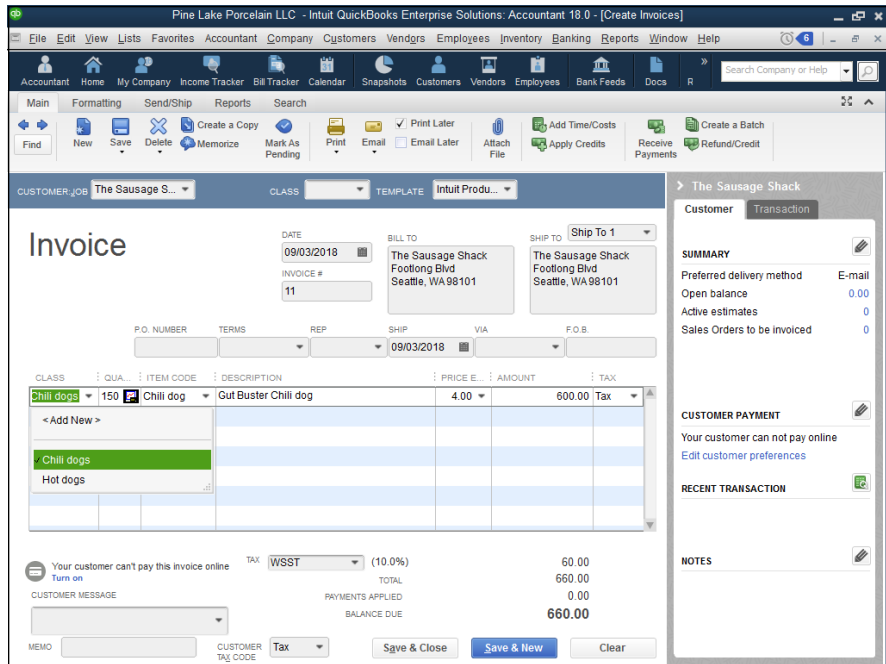 Pine Lake Porcelain LLC - Intuit QuickBooks Enterprise Solutions: Accountant 18.0 - [Create Invoices]
File Edit View Lists Favorites Accountant Company Customers Vendors Employees Inventory Banking Reports Window Help 6
Accountant Home My Company Income Tracker Bill Tracker Calendar Snapshots Customers Vendors Employees Bank Feeds Docs R » Search Company or Help
Main Formatting Send/Ship Reports Search
Find New Save Delete Create a Copy Memorize Mark As Pending Print Email Print Later Email Later Attach File Add Time/Costs Apply Credits Receive Payments Create a Batch Refund/Credit
CUSTOMER:JOB The Sausage S... CLASS TEMPLATE Intuit Produ...
Invoice
DATE
09/03/2018
INVOICE #
11
BILL TO
The Sausage Shack
Footlong Blvd
Seattle, WA 98101
SHIP TO Ship To 1
The Sausage Shack
Footlong Blvd
Seattle, WA 98101
P.O. NUMBER TERMS REP SHIP VIA F.O.B.
09/03/2018
CLASS QUA... ITEM CODE DESCRIPTION PRICE E... AMOUNT TAX
Chili dogs 150 Chili dog Gut Buster Chili dog 4.00 600.00 Tax
< Add New >
✓ Chili dogs
Hot dogs
Your customer can't pay this invoice online
Turn on
TAX WSST (10.0%) 60.00
TOTAL 660.00
PAYMENTS APPLIED 0.00
BALANCE DUE 660.00
CUSTOMER MESSAGE
MEMO
CUSTOMER TAX CODE Tax
Save & Close Save & New Clear
The Sausage Shack
Customer Transaction
SUMMARY
Preferred delivery method E-mail
Open balance 0.00
Active estimates 0
Sales Orders to be invoiced 0
CUSTOMER PAYMENT
Your customer can not pay online
Edit customer preferences
RECENT TRANSACTION
NOTES